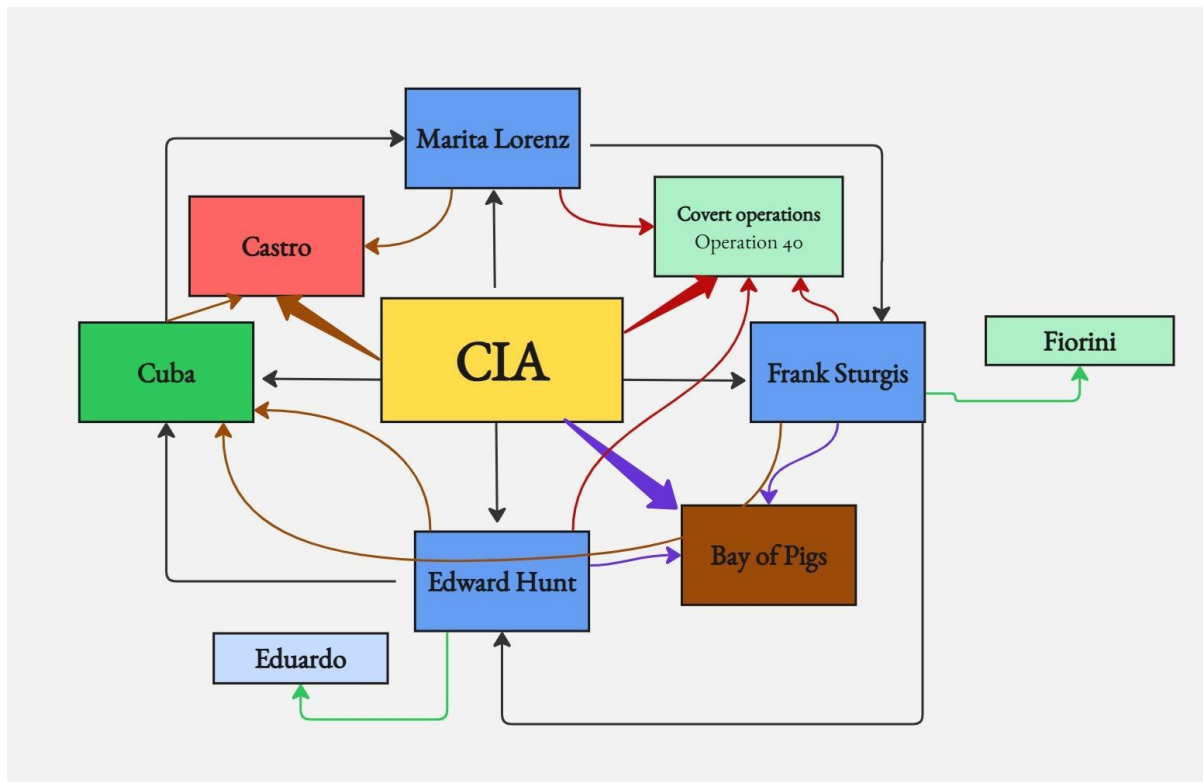 Marita Lorenz
Covert operations
Operation 40
Castro
Fiorini
CIA
Cuba
Frank Sturgis
Bay of Pigs
Edward Hunt
Eduardo